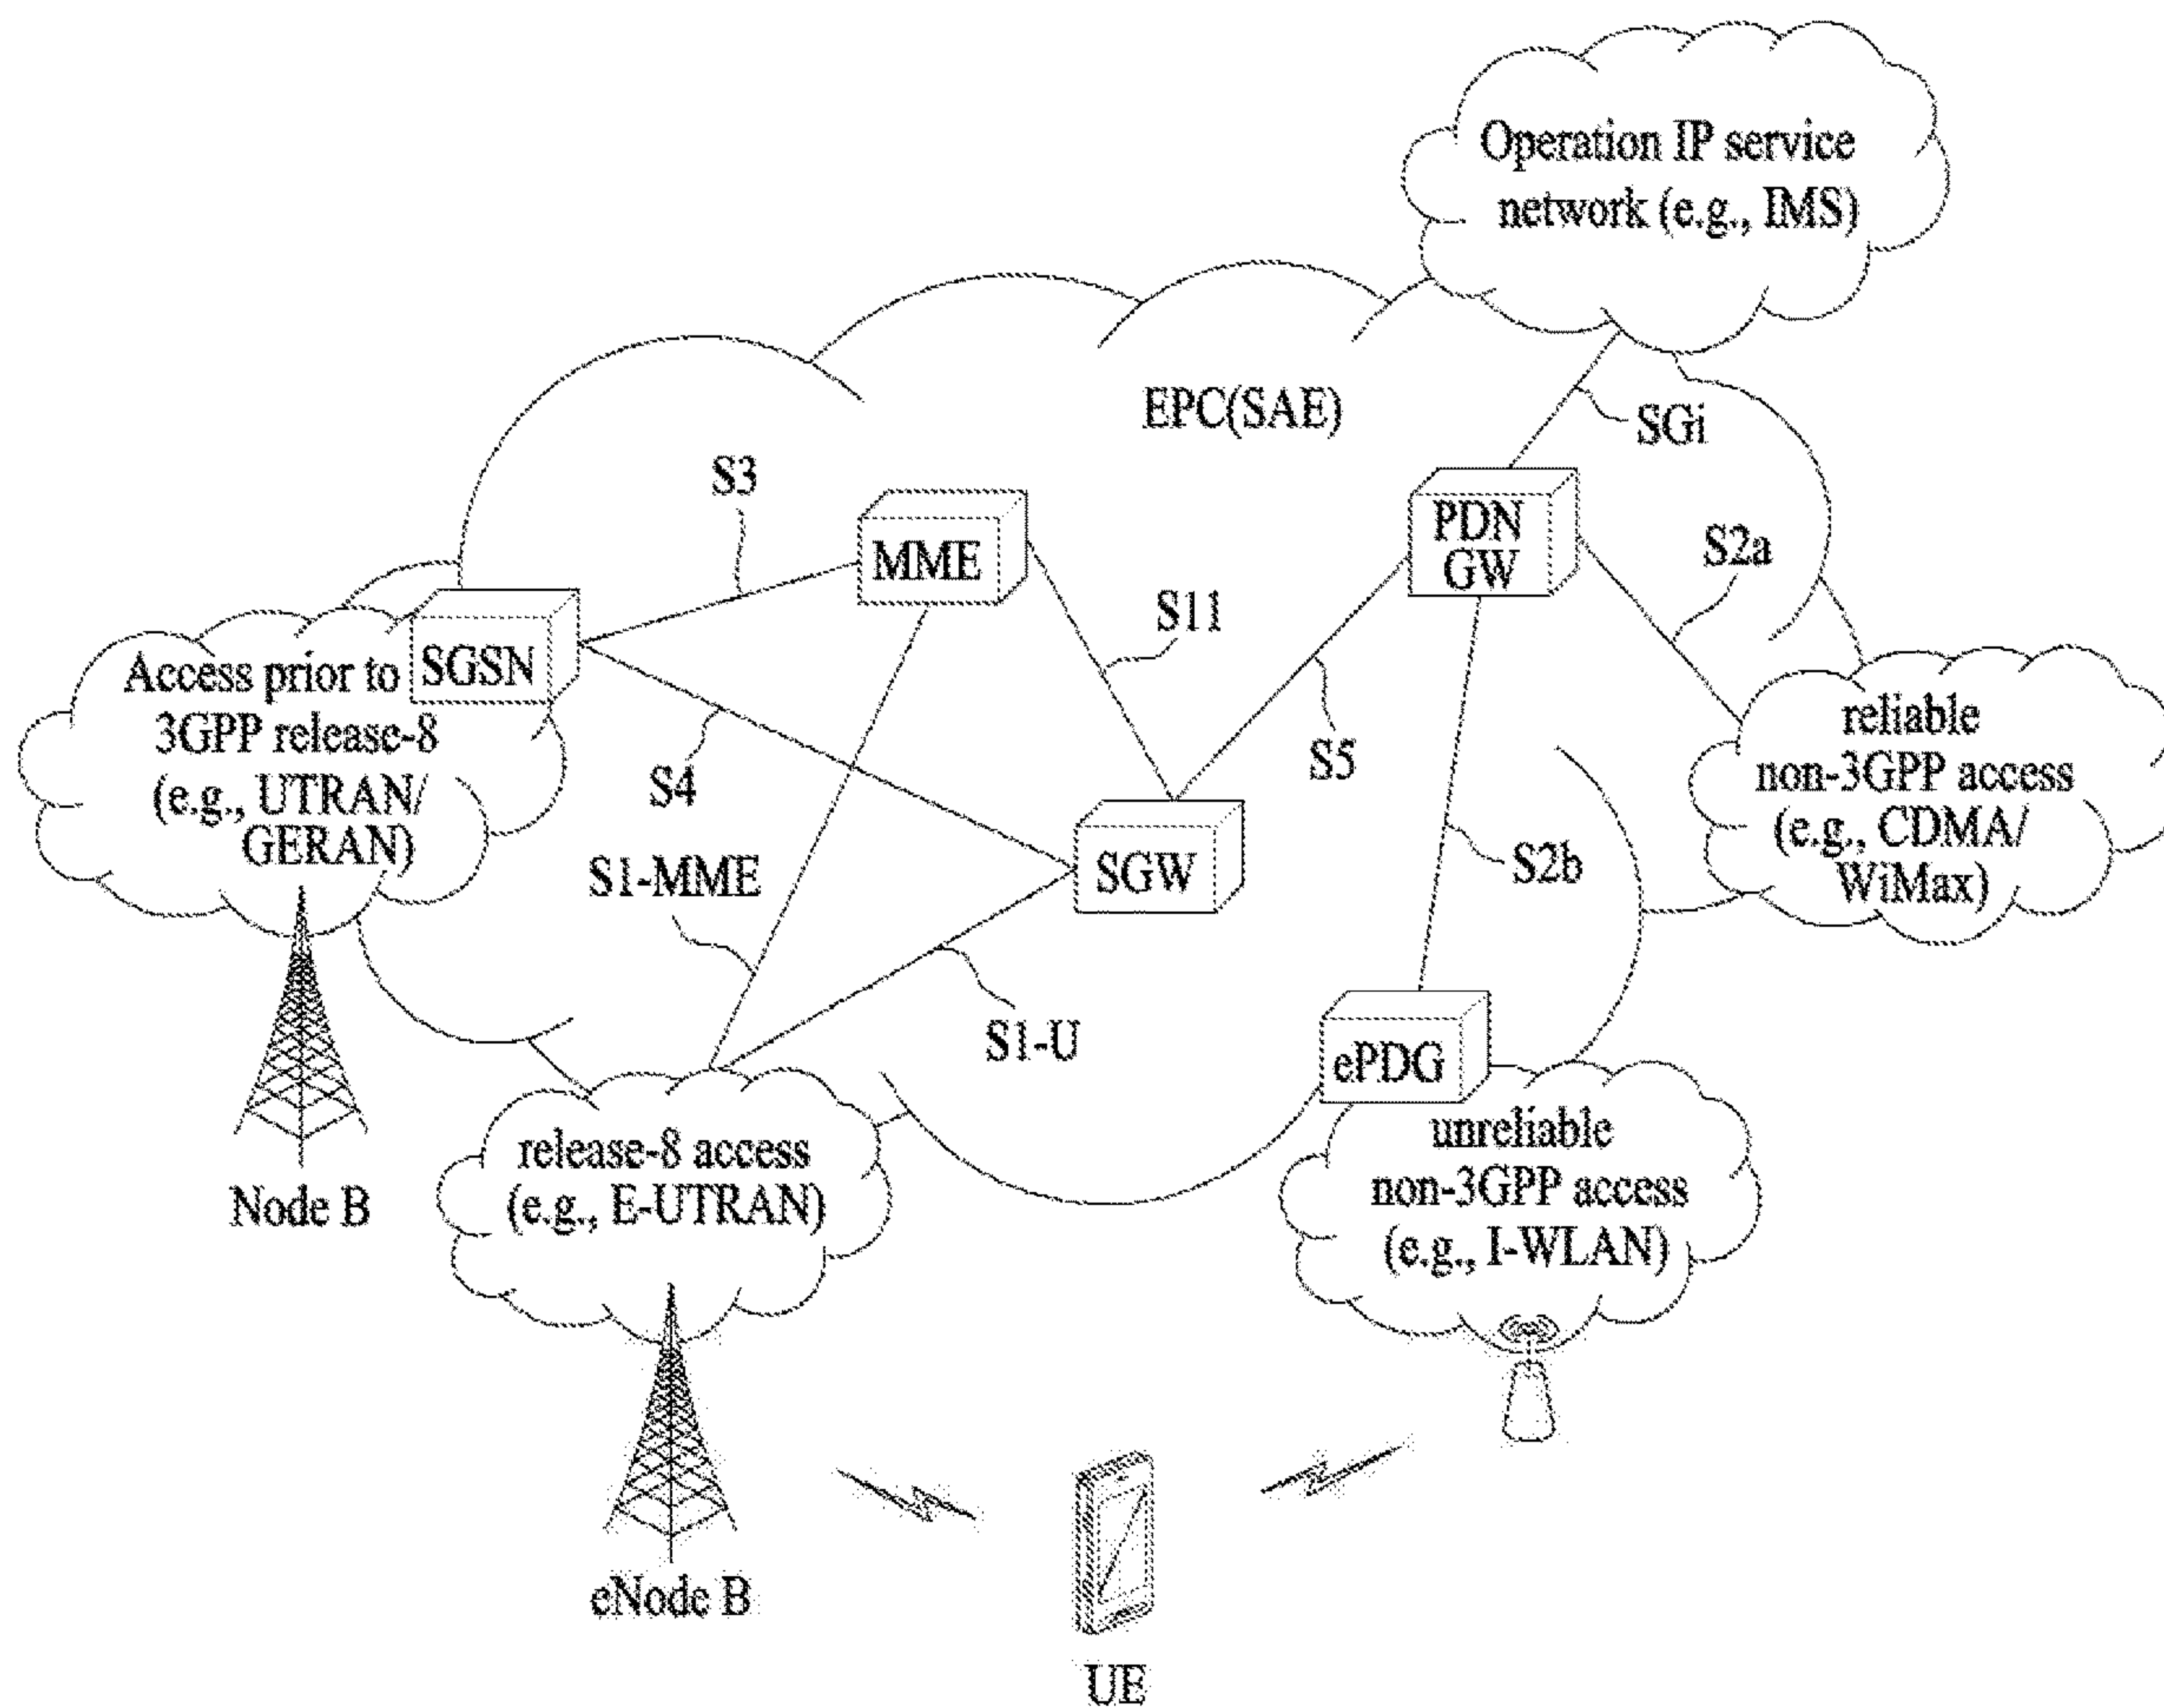 Operation IP service
network (e.g., IMS)
EPC(SAE)
SGi
S3
MME
PDN
GW
S2a
S11
SGSN
Access prior to
3GPP release-8
(e.g., UTRAN/
GERAN)
S4
S5
reliable
non-3GPP access
(e.g., CDMA/
WiMax)
S1-MME
SGW
S2b
S1-U
ePDG
Node B
release-8 access
(e.g., E-UTRAN)
unreliable
non-3GPP access
(e.g., I-WLAN)
eNode B
UE